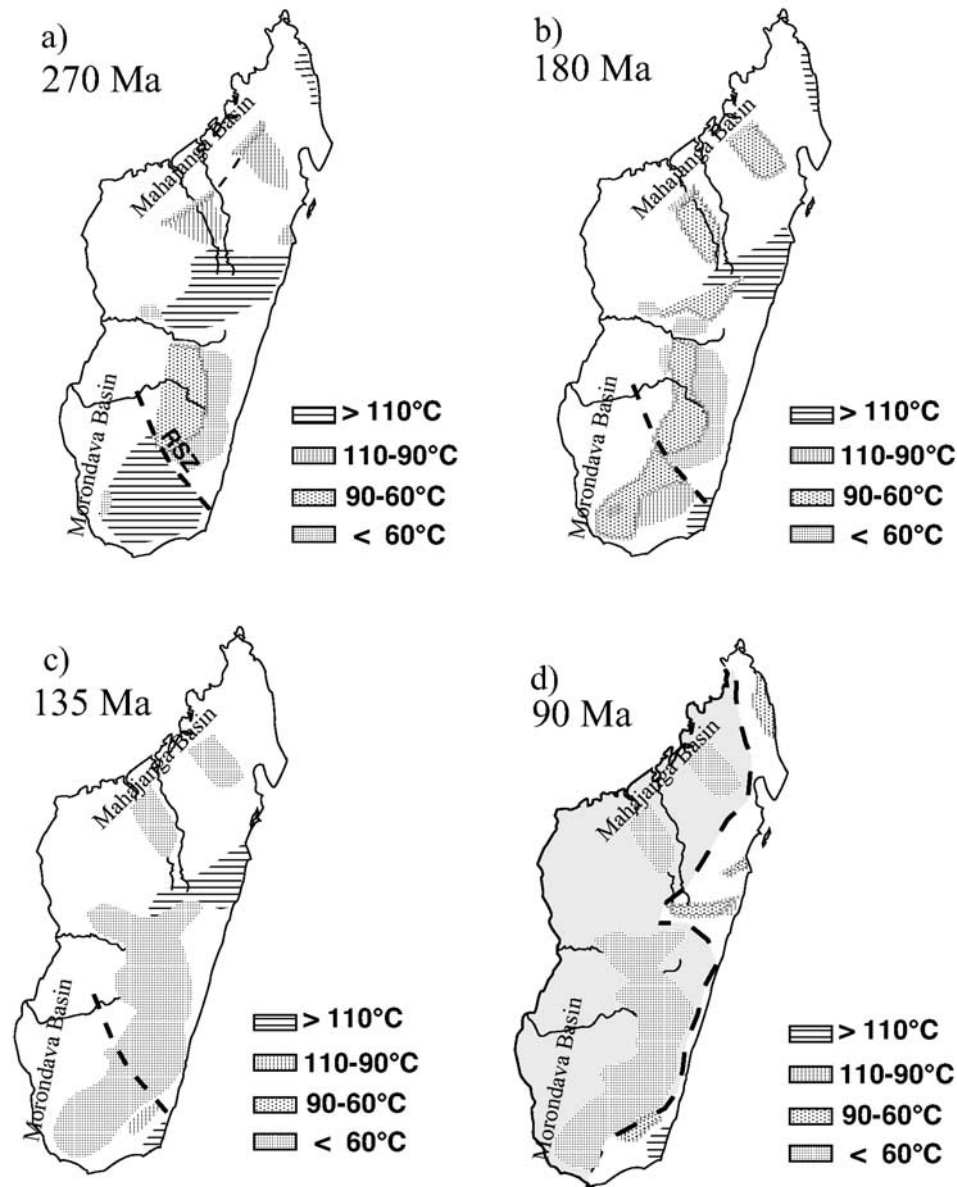 a)
270 Ma
Mahajanga Basin
Morondava Basin
RSZ
> 110°C
110-90°C
90-60°C
< 60°C
b)
180 Ma
Mahajanga Basin
Morondava Basin
> 110°C
110-90°C
90-60°C
< 60°C
c)
135 Ma
Mahajanga Basin
Morondava Basin
> 110°C
110-90°C
90-60°C
< 60°C
d)
90 Ma
Mahajanga Basin
Morondava Basin
> 110°C
110-90°C
90-60°C
< 60°C